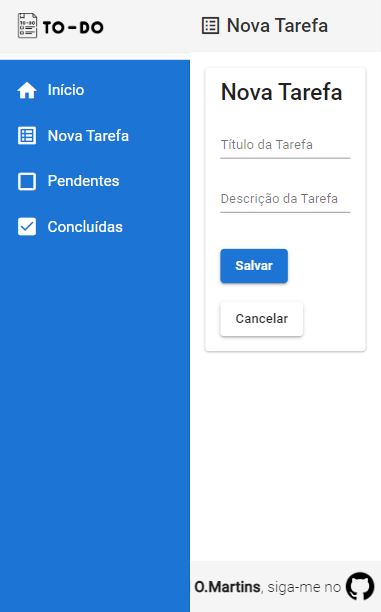 TO-DO
Nova Tarefa
Início
Nova Tarefa
Pendentes
Concluídas
Nova Tarefa
Título da Tarefa
Descrição da Tarefa
Salvar
Cancelar
O.Martins, siga-me no